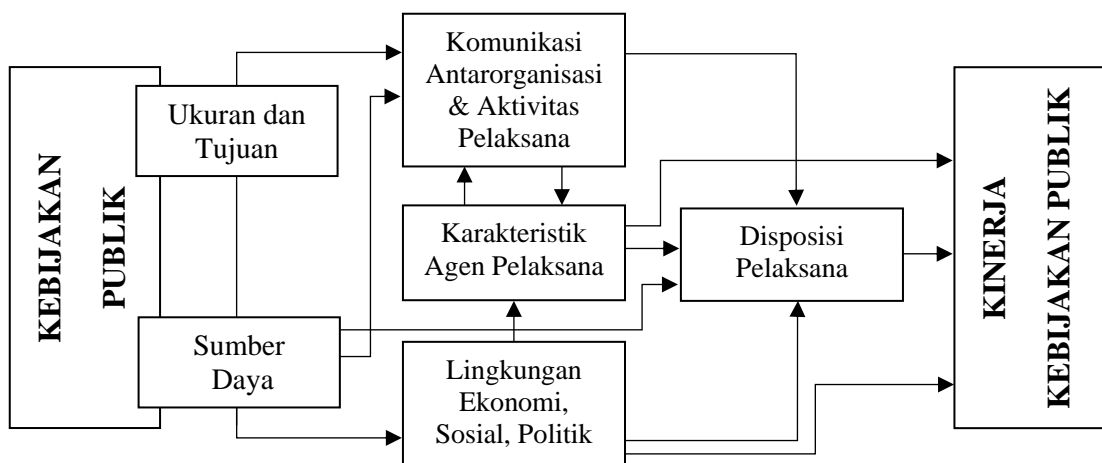 KEBIJAKAN
PUBLIK
Ukuran dan
Tujuan
Sumber
Daya
Komunikasi
Antarorganisasi
& Aktivitas
Pelaksana
Karakteristik
Agen Pelaksana
Lingkungan
Ekonomi,
Sosial, Politik
Disposisi
Pelaksana
KINERJA
KEBIJAKAN PUBLIK